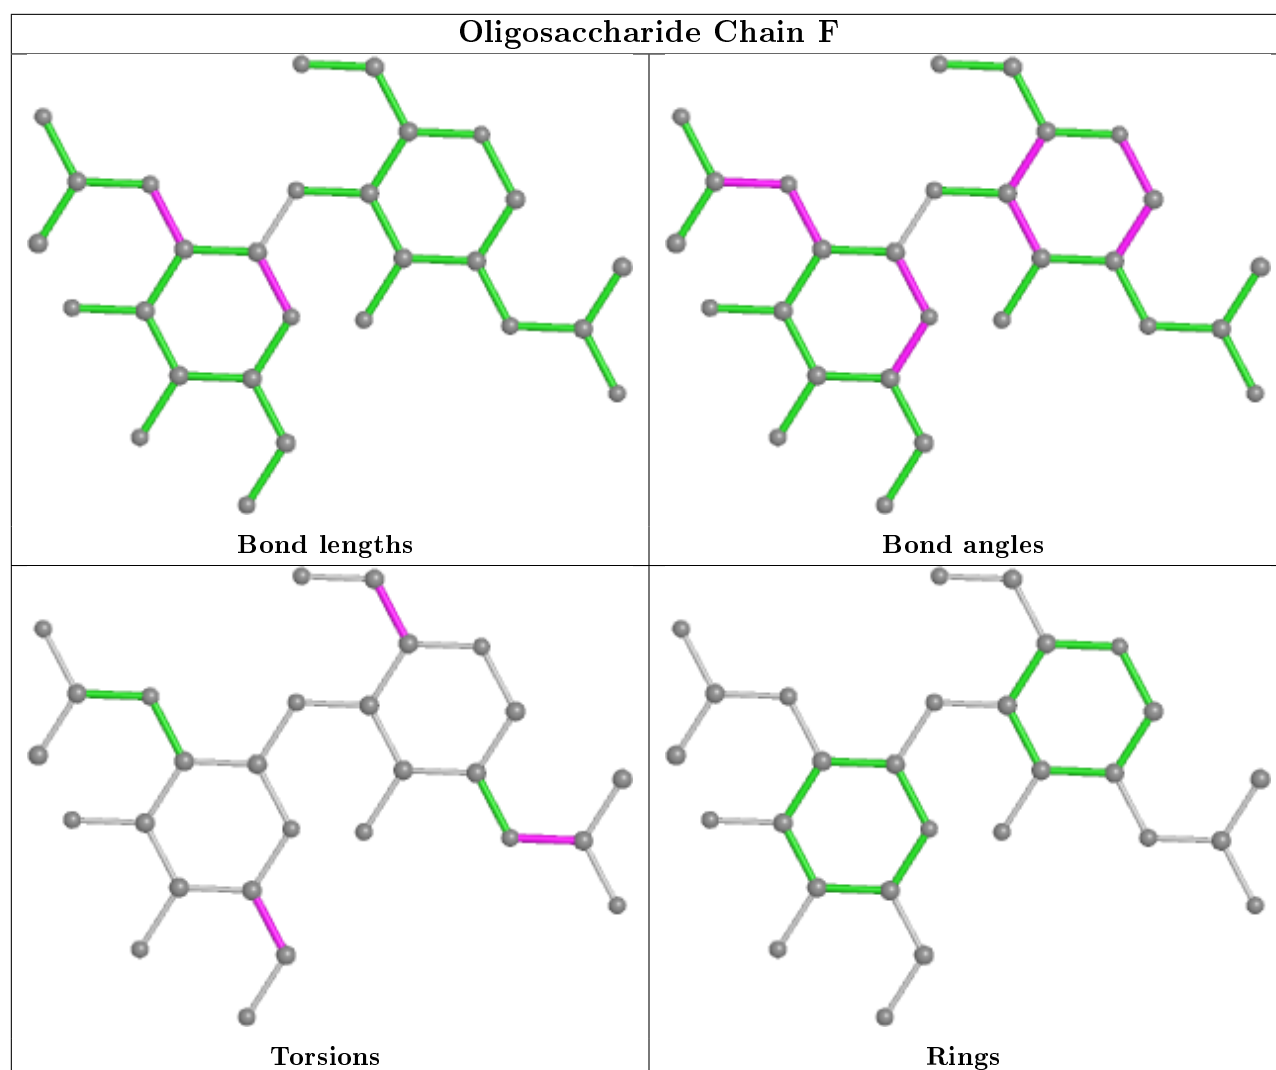 Oligosaccharide Chain F
Bond lengths
Bond angles
Torsions
Rings